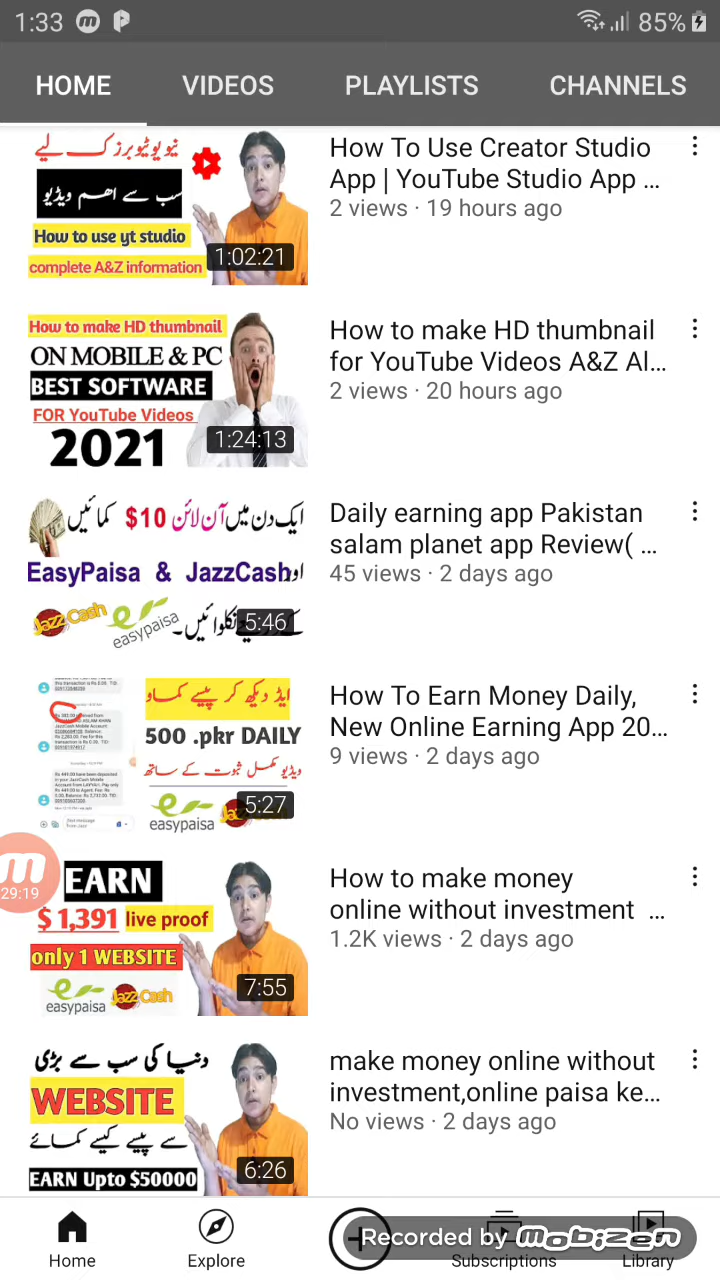 1:33
85%
HOME VIDEOS PLAYLISTS CHANNELS
نیو یوٹیوبرز کے لیے
سب سے اہم ویڈیو
How to use yt studio
complete A&Z information
1:02:21
How To Use Creator Studio
App | YouTube Studio App ...
2 views · 19 hours ago
How to make HD thumbnail
ON MOBILE & PC
BEST SOFTWARE
FOR YouTube Videos
2021
1:24:13
How to make HD thumbnail
for YouTube Videos A&Z Al...
2 views · 20 hours ago
ایک دن میں آن لائن $10 کمائیں
EasyPaisa & JazzCash اور
JazzCash easypaisa کے نکلوائیں۔
5:46
Daily earning app Pakistan
salam planet app Review( ...
45 views · 2 days ago
ایڈ دیکھ کر پیسے کماو
500 .pkr DAILY
ویڈیو مکمل ثبوت کے ساتھ
easypaisa
5:27
How To Earn Money Daily,
New Online Earning App 20...
9 views · 2 days ago
29:19
EARN
$ 1,391 live proof
only 1 WEBSITE
easypaisa JazzCash
7:55
How to make money
online without investment ...
1.2K views · 2 days ago
دنیا کی سب سے بڑی
WEBSITE
سے پیسے کیسے کمائے
EARN Upto $50000
6:26
make money online without
investment,online paisa ke...
No views · 2 days ago
Recorded by mobizen
Home Explore Subscriptions Library